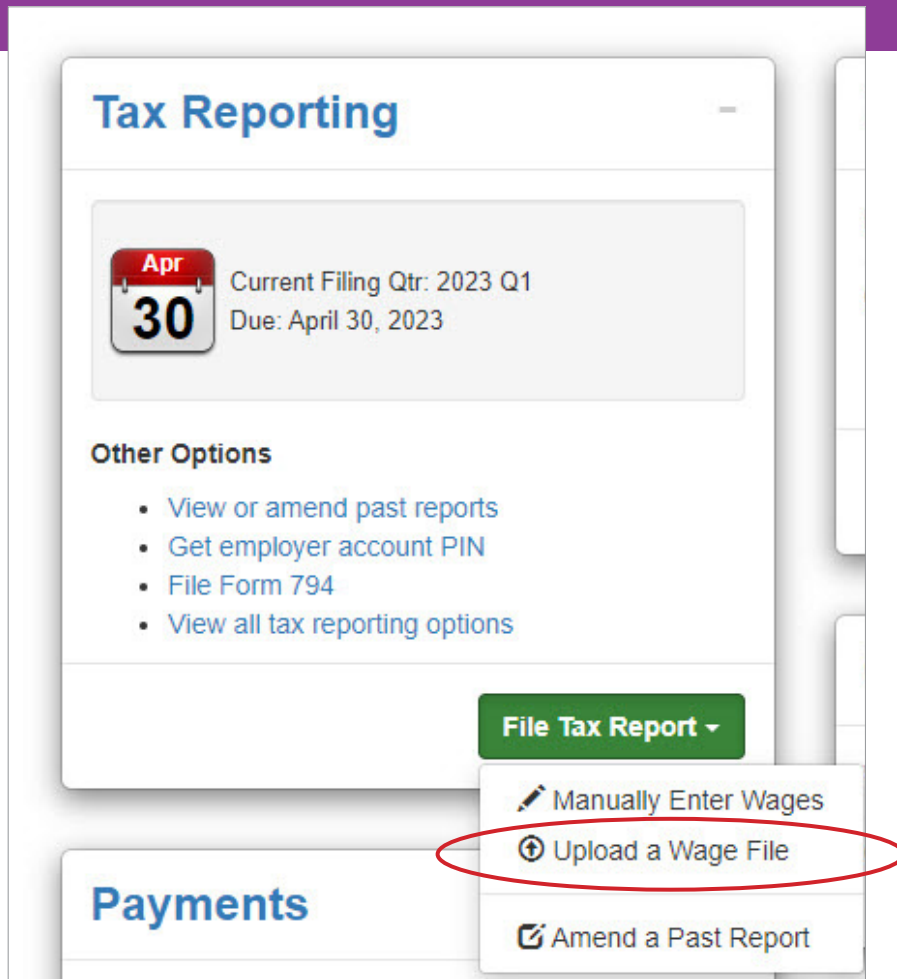 Tax Reporting
Apr
30
Current Filing Qtr: 2023 Q1
Due: April 30, 2023
Other Options
• View or amend past reports
• Get employer account PIN
• File Form 794
• View all tax reporting options
File Tax Report
Manually Enter Wages
Upload a Wage File
Amend a Past Report
Payments